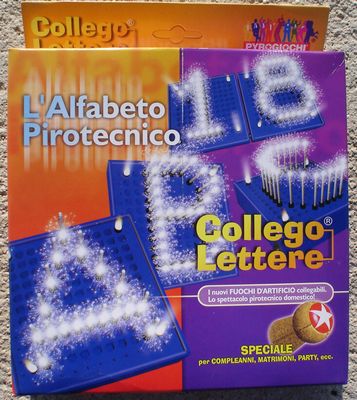 Collego®
Lettere
PYROGIOCHI
L'Alfabeto
Pirotecnico
1 8
A B C
Collego®
Lettere
I nuovi FUOCHI D'ARTIFICIO collegabili.
Lo spettacolo pirotecnico domestico!
SPECIALE
per COMPLEANNI, MATRIMONI, PARTY, ecc.